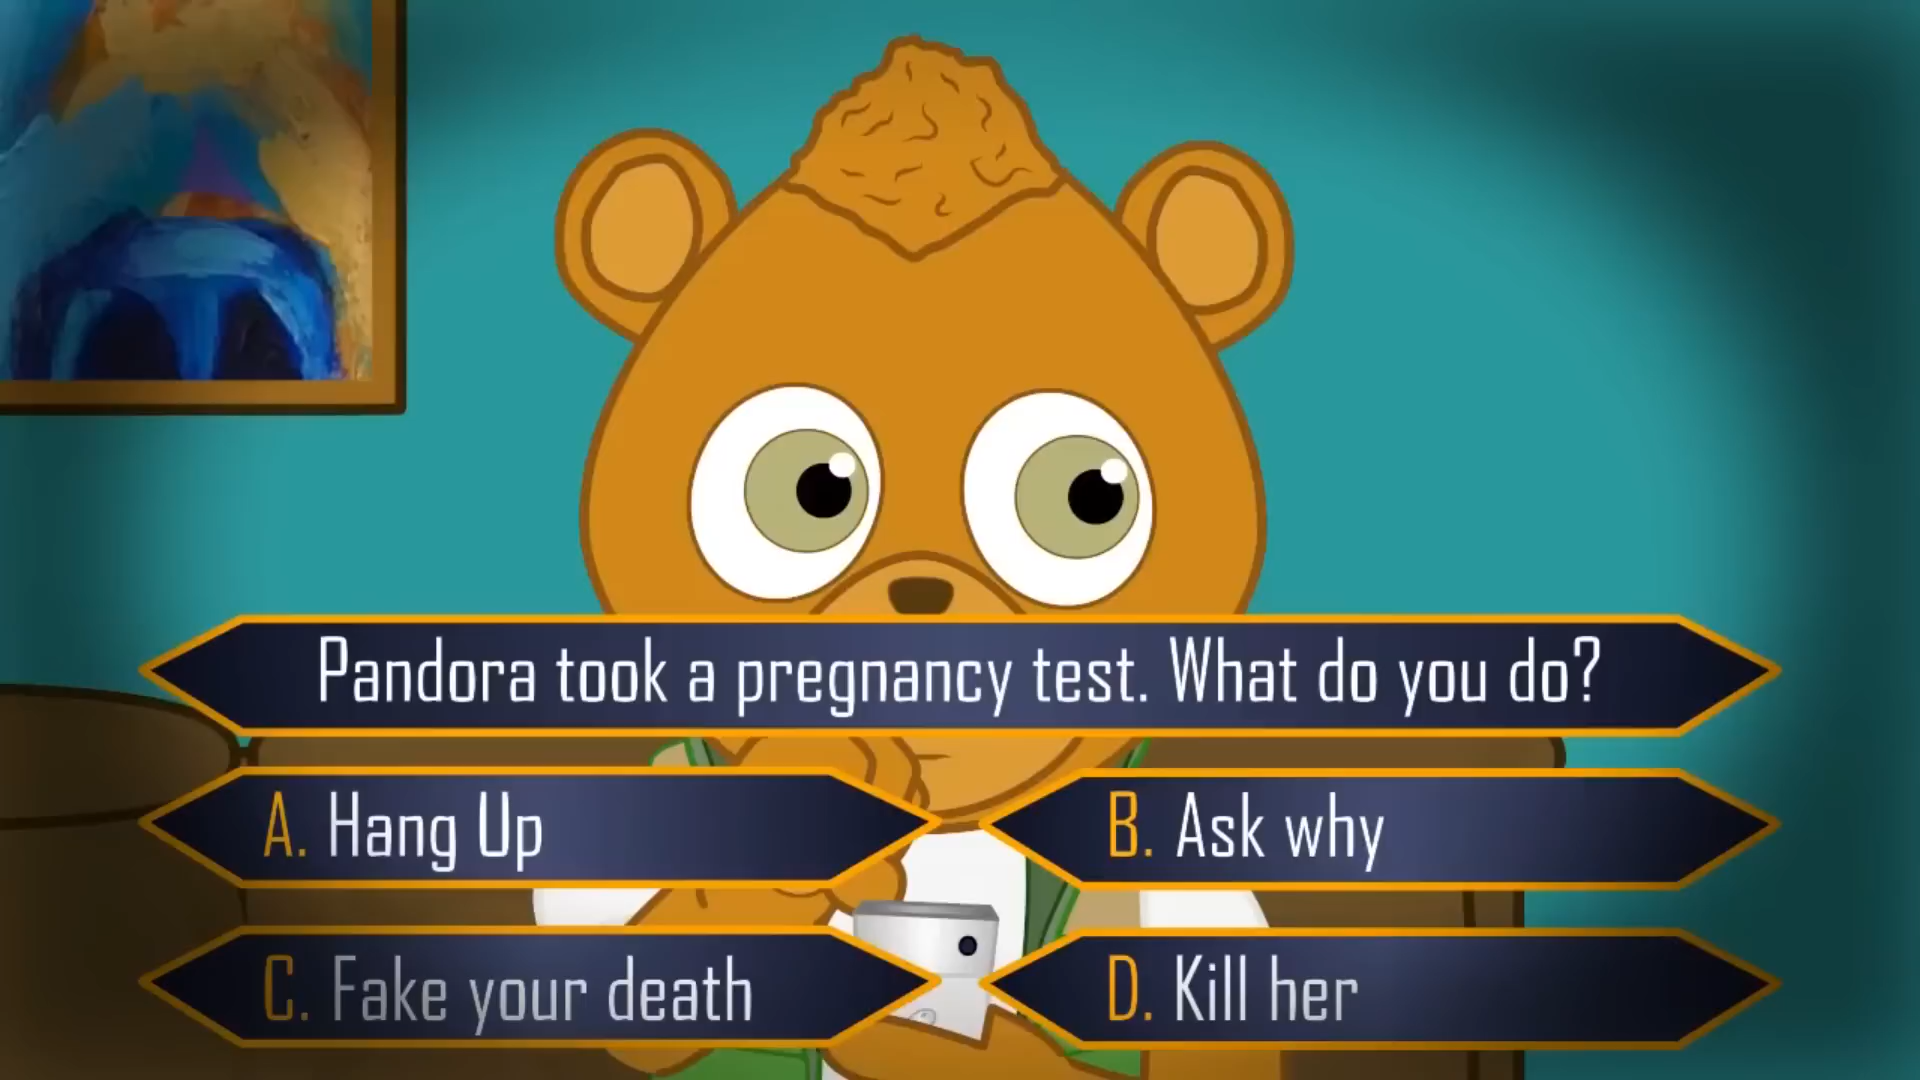 Pandora took a pregnancy test. What do you do?
A. Hang Up
B. Ask why
C. Fake your death
D. Kill her